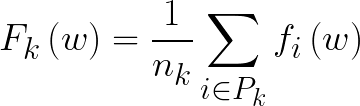 F_k (w) = \frac{1}{n_k} \sum_{i \in P_k} f_i (w)